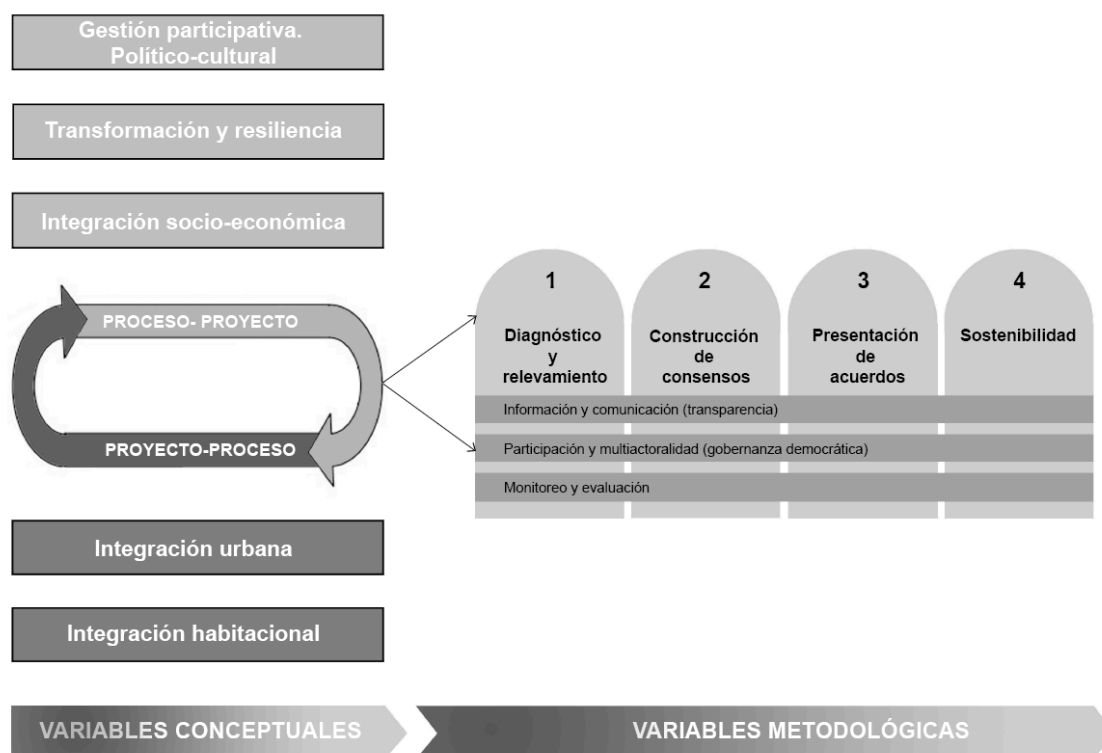 Gestión participativa.
Político-cultural
Transformación y resiliencia
Integración socio-económica
PROCESO- PROYECTO
PROYECTO-PROCESO
Integración urbana
Integración habitacional
1
Diagnóstico
y
relevamiento
2
Construcción
de
consensos
3
Presentación
de
acuerdos
4
Sostenibilidad
Información y comunicación (transparencia)
Participación y multiactoralidad (gobernanza democrática)
Monitoreo y evaluación
VARIABLES CONCEPTUALES
VARIABLES METODOLÓGICAS